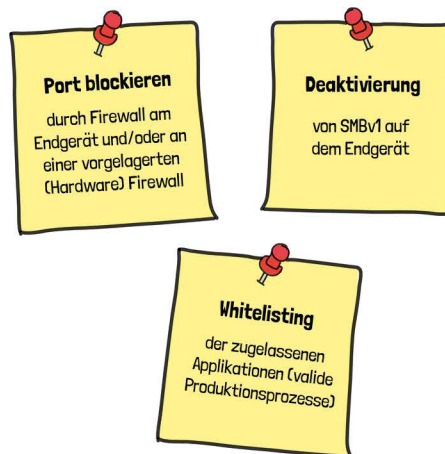 Port blockieren
durch Firewall am
Endgerät und/oder an
einer vorgelagerten
(Hardware) Firewall
Deaktivierung
von SMBv1 auf
dem Endgerät
Whitelisting
der zugelassenen
Applikationen (valide
Produktionsprozesse)